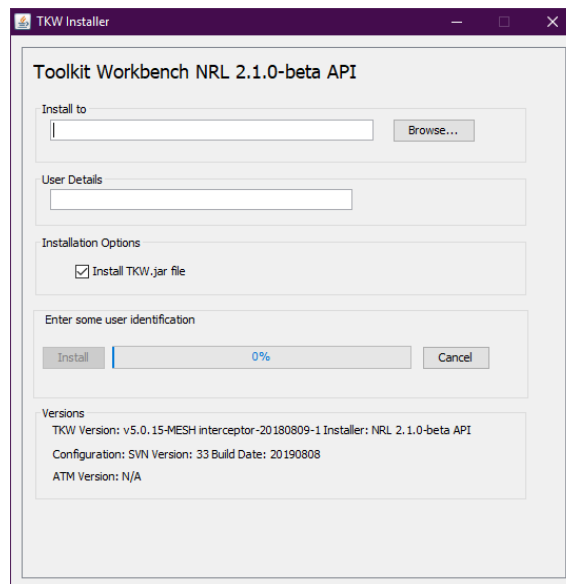 TKW Installer
Toolkit Workbench NRL 2.1.0-beta API
Install to
Browse...
User Details
Installation Options
Install TKW.jar file
Enter some user identification
Install 0% Cancel
Versions
TKW Version: v5.0.15-MESH interceptor-20180809-1 Installer: NRL 2.1.0-beta API
Configuration: SVN Version: 33 Build Date: 20190808
ATM Version: N/A